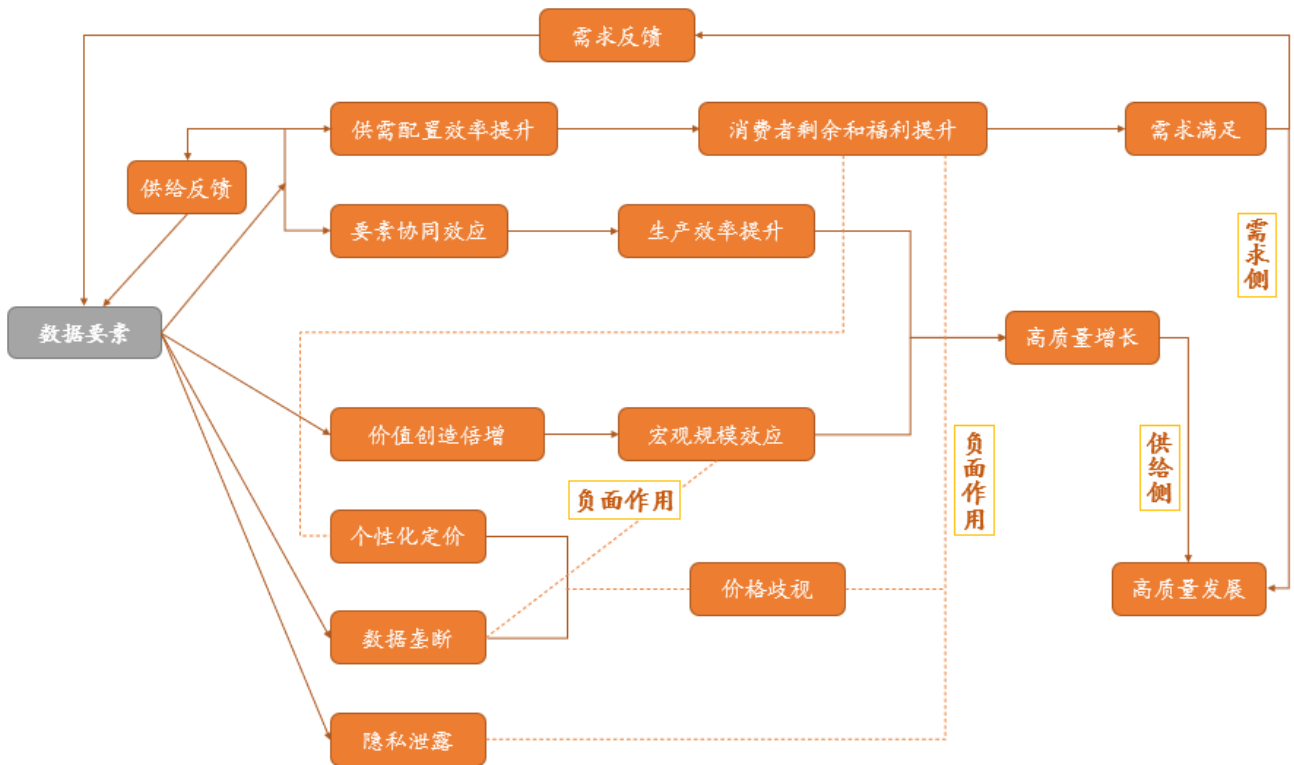 需求反馈
供需配置效率提升
消费者剩余和福利提升
需求满足
供给反馈
要素协同效应
生产效率提升
需求侧
数据要素
高质量增长
价值创造倍增
宏观规模效应
负面作用
供给侧
负面作用
个性化定价
价格歧视
高质量发展
数据垄断
隐私泄露